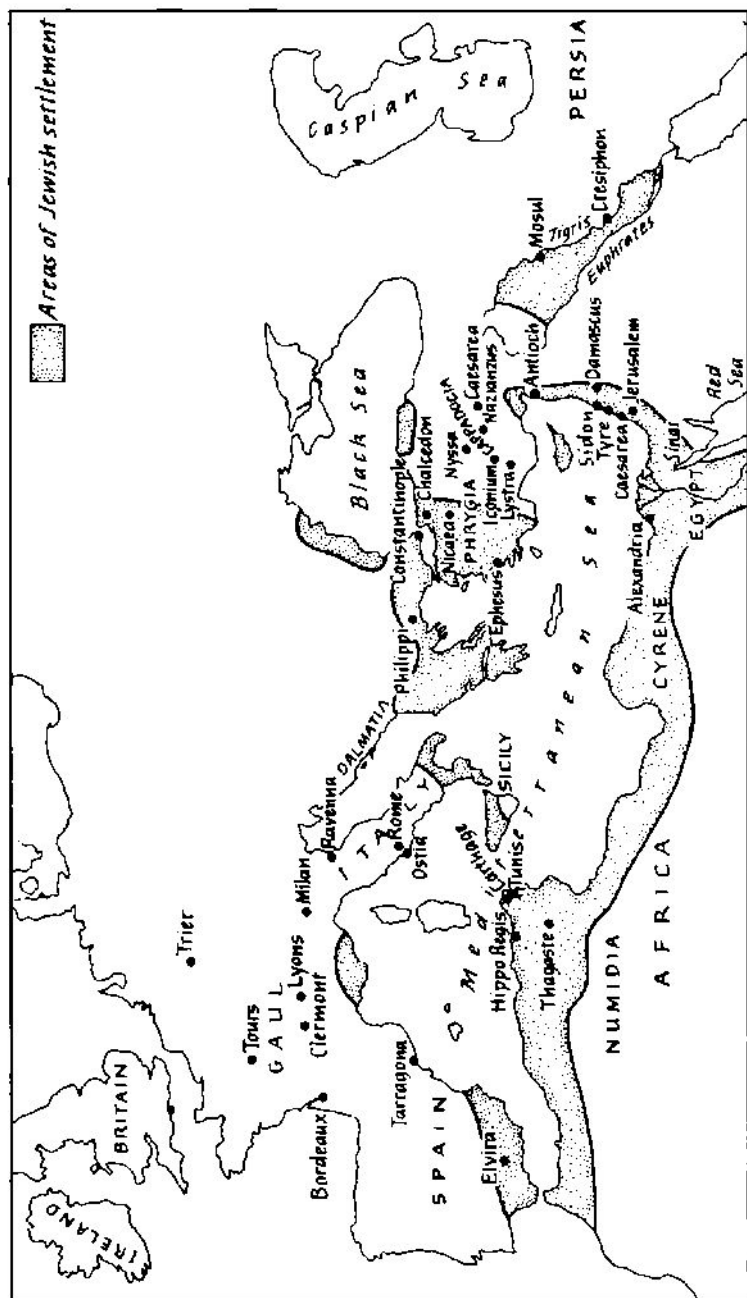 Areas of Jewish settlement
IRELAND
BRITAIN
Trier
Tours
GAUL
Lyons
Clermont
Bordeaux
Milan
Ravenna
DALMATIA
ITALY
Rome
Ostia
SPAIN
Tarragona
Elvira
Black Sea
Caspian Sea
Constantinople
Chalcedon
Philippi
Nicaea
Nyssa
PHRYGIA
CAPPADOCIA
Caesarea
Nazianzus
Iconium
Lystra
Ephesus
Antioch
Mosul
Tigris
Ctesiphon
Euphrates
PERSIA
Mediterranean Sea
SICILY
Carthage
Tunis
Hippo Regis
Thagaste
NUMIDIA
AFRICA
CYRENE
Alexandria
EGYPT
Sinai
Red Sea
Sidon
Tyre
Caesarea
Damascus
Jerusalem